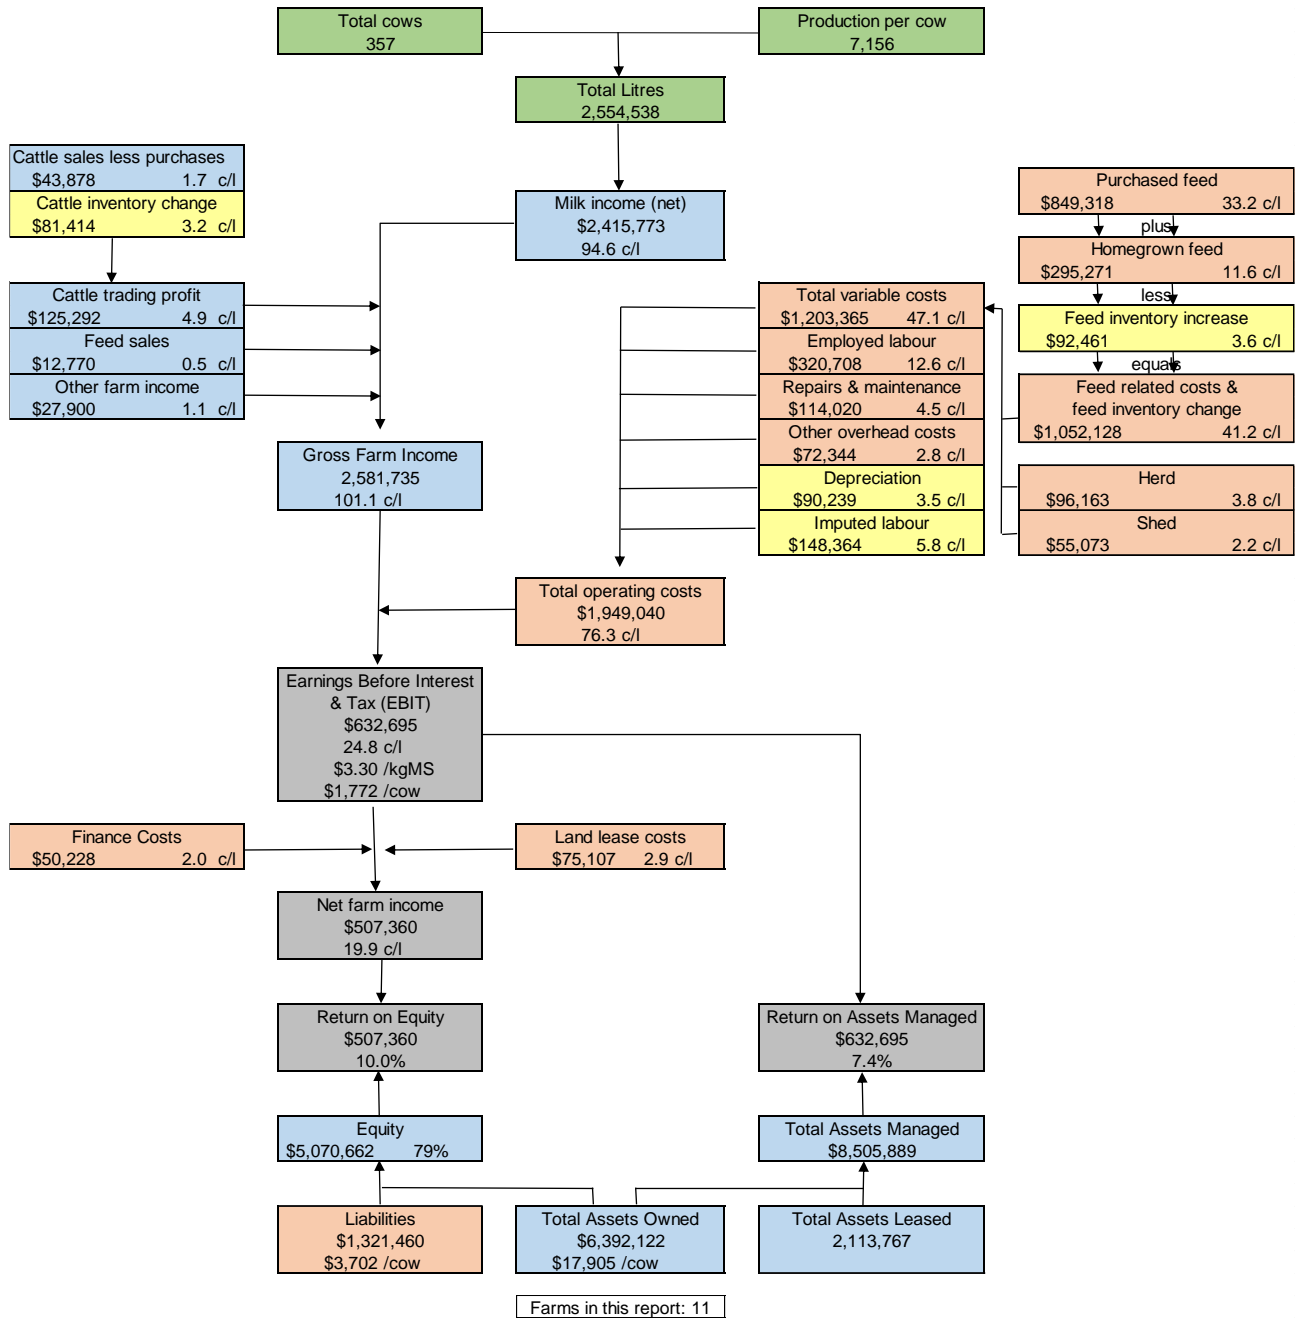 Total cows
357
Production per cow
7,156
Total Litres
2,554,538
Cattle sales less purchases
$43,878 1.7 c/l
Cattle inventory change
$81,414 3.2 c/l
Milk income (net)
$2,415,773
94.6 c/l
Purchased feed
$849,318 33.2 c/l
plus
Homegrown feed
$295,271 11.6 c/l
less
Feed inventory increase
$92,461 3.6 c/l
equals
Feed related costs &
feed inventory change
$1,052,128 41.2 c/l
Herd
$96,163 3.8 c/l
Shed
$55,073 2.2 c/l
Cattle trading profit
$125,292 4.9 c/l
Feed sales
$12,770 0.5 c/l
Other farm income
$27,900 1.1 c/l
Total variable costs
$1,203,365 47.1 c/l
Employed labour
$320,708 12.6 c/l
Repairs & maintenance
$114,020 4.5 c/l
Other overhead costs
$72,344 2.8 c/l
Depreciation
$90,239 3.5 c/l
Imputed labour
$148,364 5.8 c/l
Gross Farm Income
2,581,735
101.1 c/l
Total operating costs
$1,949,040
76.3 c/l
Earnings Before Interest
& Tax (EBIT)
$632,695
24.8 c/l
$3.30 /kgMS
$1,772 /cow
Finance Costs
$50,228 2.0 c/l
Land lease costs
$75,107 2.9 c/l
Net farm income
$507,360
19.9 c/l
Return on Equity
$507,360
10.0%
Return on Assets Managed
$632,695
7.4%
Equity
$5,070,662 79%
Total Assets Managed
$8,505,889
Liabilities
$1,321,460
$3,702 /cow
Total Assets Owned
$6,392,122
$17,905 /cow
Total Assets Leased
2,113,767
Farms in this report: 11